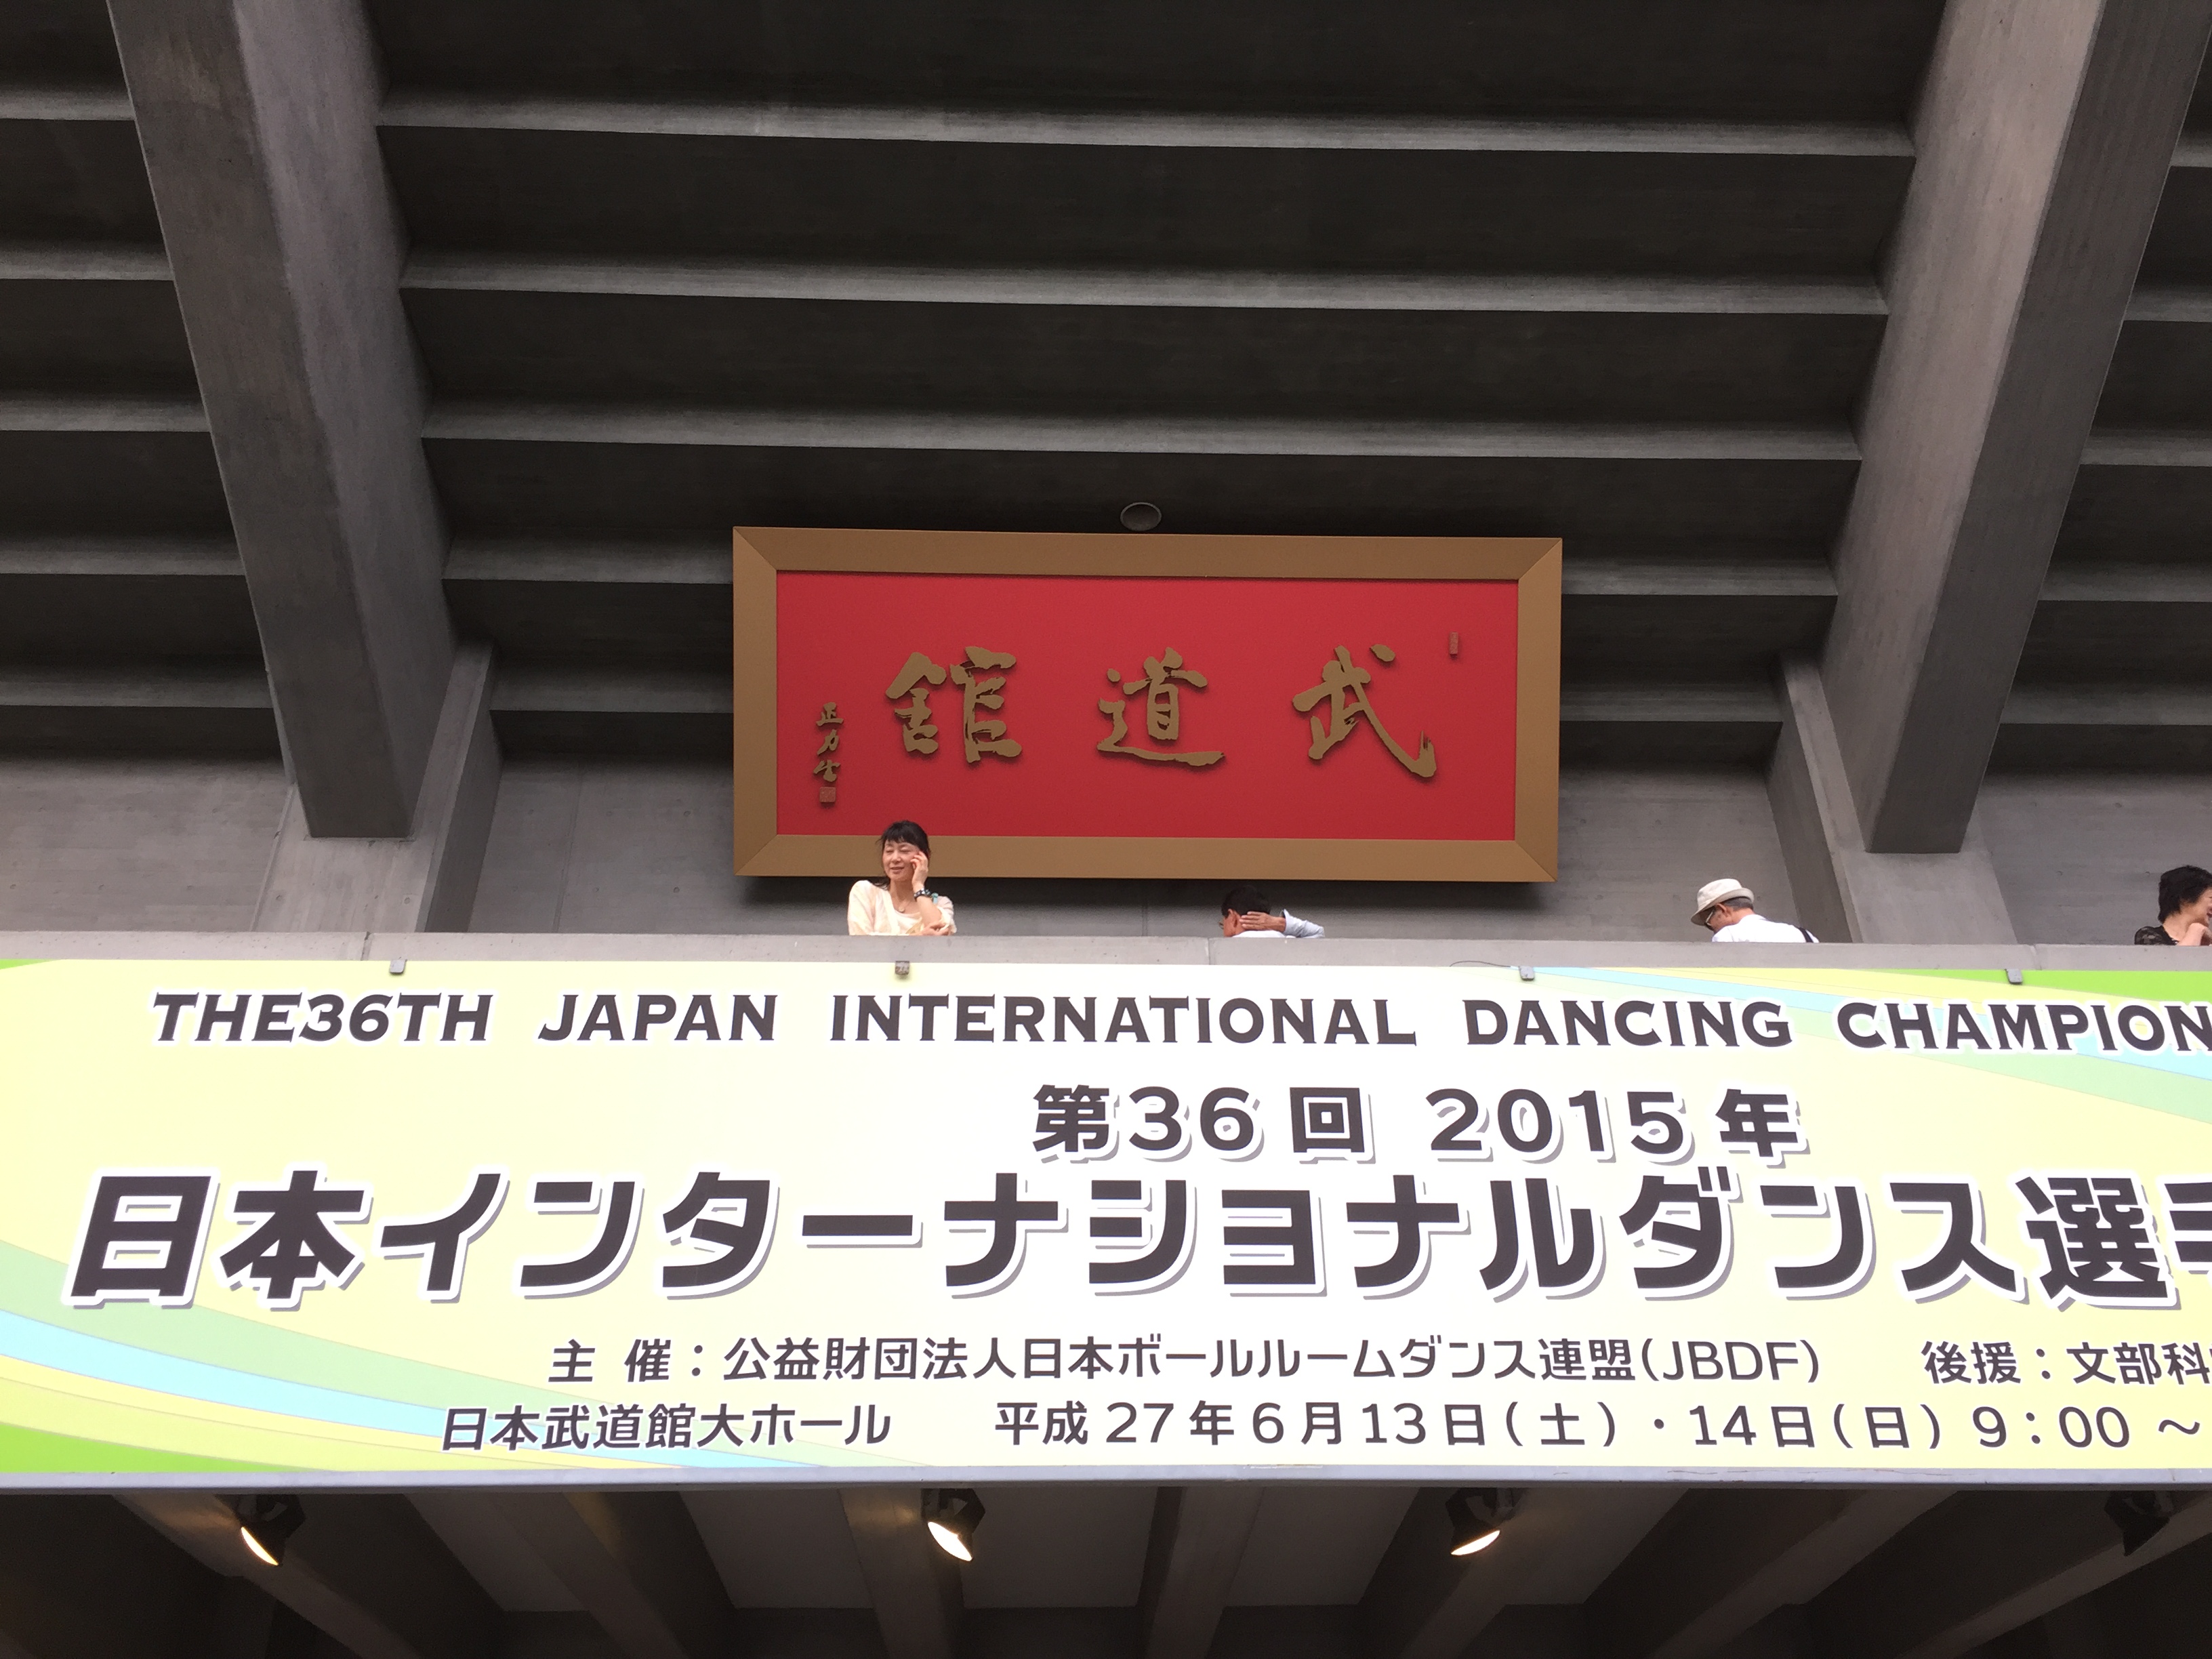 武道館
正力書
THE36TH JAPAN INTERNATIONAL DANCING CHAMPION
第36回 2015年
日本インターナショナルダンス選手
主 催：公益財団法人日本ボールルームダンス連盟(JBDF) 後援：文部科
日本武道館大ホール 平成27年6月13日(土)・14日(日) 9:00～